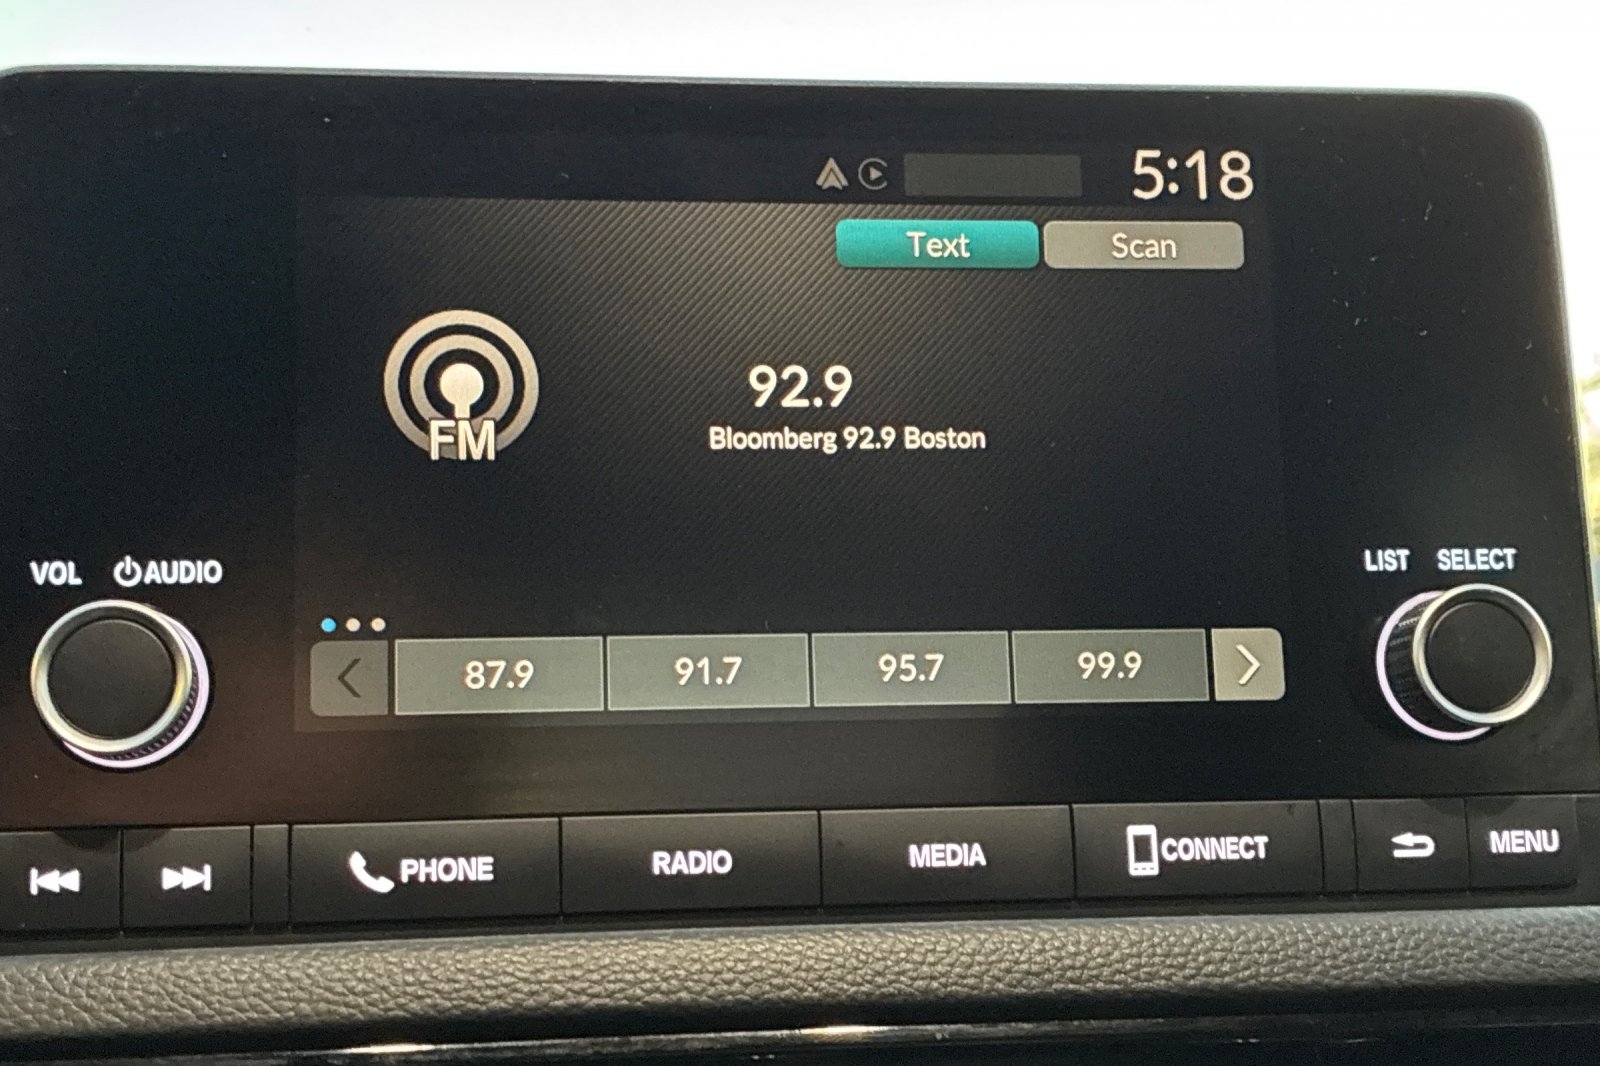 5:18
Text Scan
FM
92.9
Bloomberg 92.9 Boston
VOL AUDIO
LIST SELECT
87.9 91.7 95.7 99.9
PHONE RADIO MEDIA CONNECT MENU